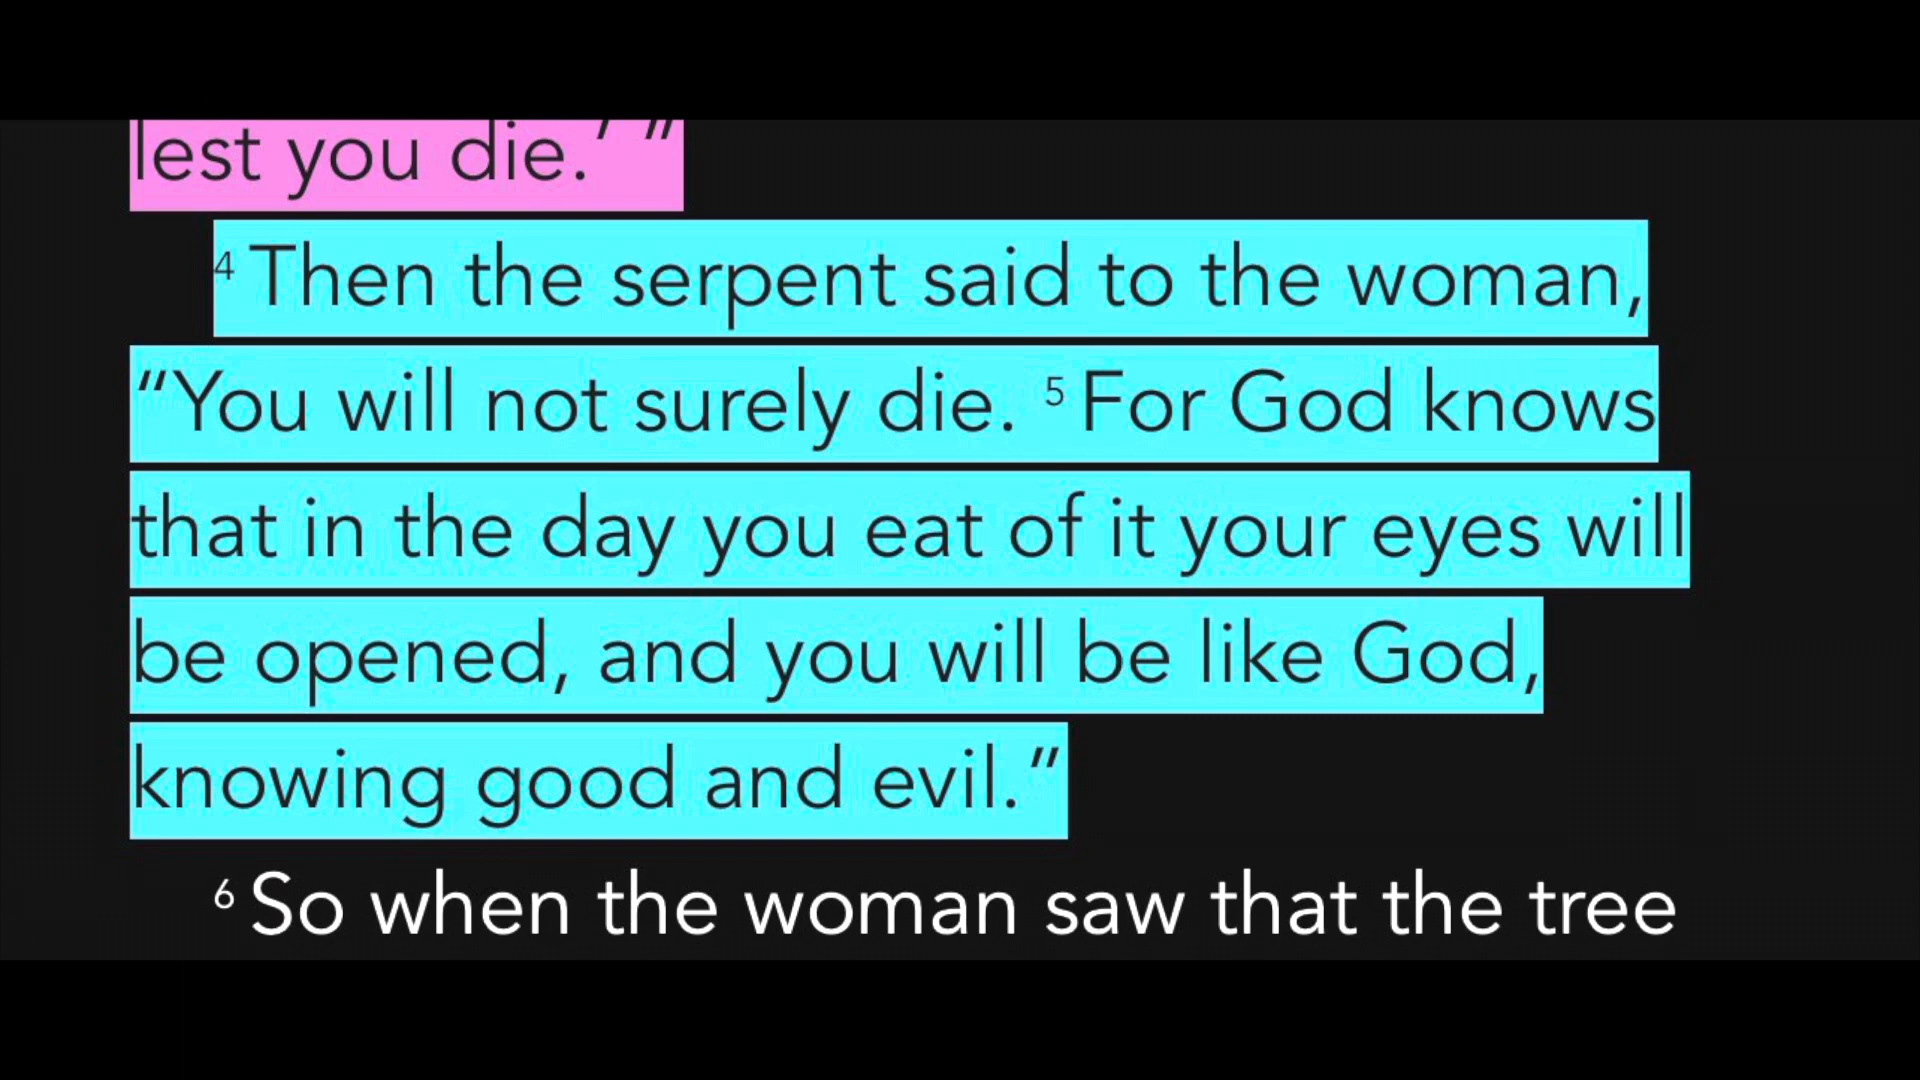 lest you die.’ ”
4 Then the serpent said to the woman,
“You will not surely die. 5 For God knows
that in the day you eat of it your eyes will
be opened, and you will be like God,
knowing good and evil.”
6 So when the woman saw that the tree